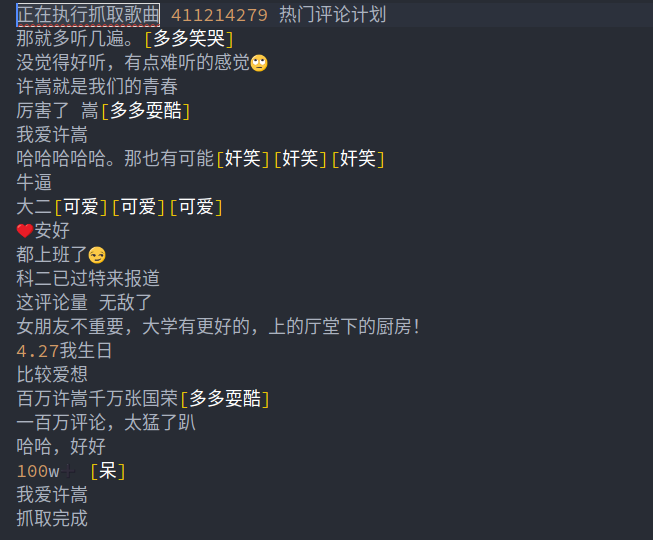 正在执行抓取歌曲 411214279 热门评论计划
那就多听几遍。[多多笑哭]
没觉得好听，有点难听的感觉🙄
许嵩就是我们的青春
厉害了 嵩[多多耍酷]
我爱许嵩
哈哈哈哈哈。那也有可能[奸笑][奸笑][奸笑]
牛逼
大二[可爱][可爱][可爱]
❤️安好
都上班了😏
科二已过特来报道
这评论量 无敌了
女朋友不重要，大学有更好的，上的厅堂下的厨房！
4.27我生日
比较爱想
百万许嵩千万张国荣[多多耍酷]
一百万评论，太猛了趴
哈哈，好好
100w➕ [呆]
我爱许嵩
抓取完成